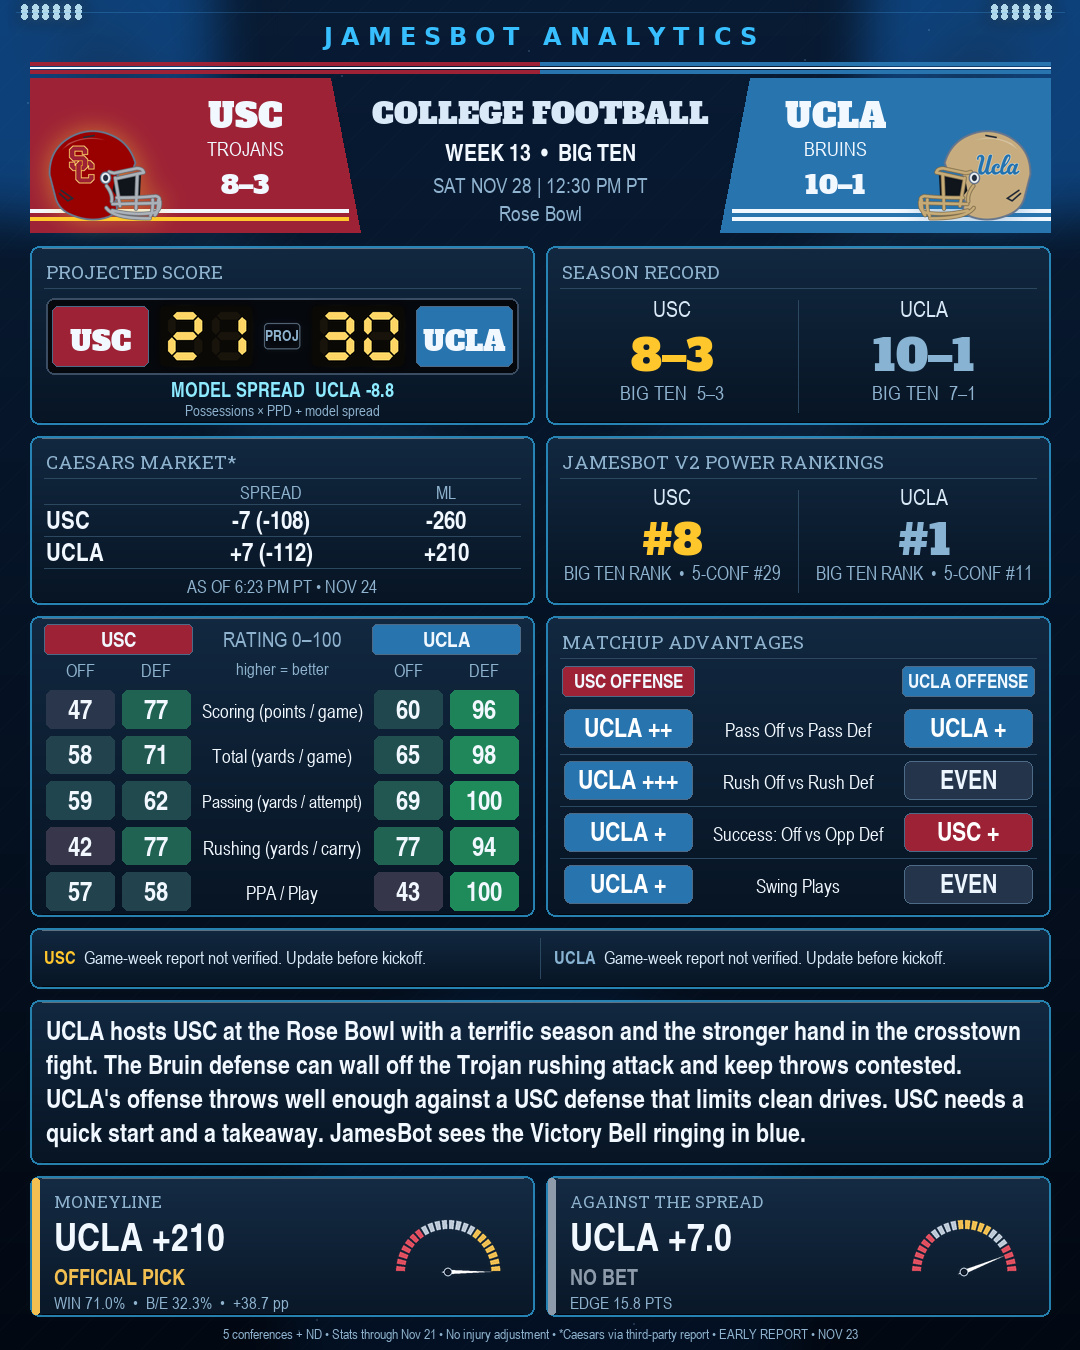 JAMESBOT ANALYTICS
USC
TROJANS
8–3
SC
COLLEGE FOOTBALL
WEEK 13 • BIG TEN
SAT NOV 28 | 12:30 PM PT
Rose Bowl
UCLA
BRUINS
10–1
Ucla
PROJECTED SCORE
USC 21 PROJ 30 UCLA
MODEL SPREAD UCLA -8.8
Possessions × PPD + model spread
SEASON RECORD
USC UCLA
8–3 10–1
BIG TEN 5–3 BIG TEN 7–1
CAESARS MARKET*
SPREAD ML
USC -7 (-108) -260
UCLA +7 (-112) +210
AS OF 6:23 PM PT • NOV 24
JAMESBOT V2 POWER RANKINGS
USC UCLA
#8 #1
BIG TEN RANK • 5-CONF #29 BIG TEN RANK • 5-CONF #11
USC RATING 0–100 UCLA
OFF DEF higher = better OFF DEF
47 77 Scoring (points / game) 60 96
58 71 Total (yards / game) 65 98
59 62 Passing (yards / attempt) 69 100
42 77 Rushing (yards / carry) 77 94
57 58 PPA / Play 43 100
MATCHUP ADVANTAGES
USC OFFENSE UCLA OFFENSE
UCLA ++ Pass Off vs Pass Def UCLA +
UCLA +++ Rush Off vs Rush Def EVEN
UCLA + Success: Off vs Opp Def USC +
UCLA + Swing Plays EVEN
USC Game-week report not verified. Update before kickoff.
UCLA Game-week report not verified. Update before kickoff.
UCLA hosts USC at the Rose Bowl with a terrific season and the stronger hand in the crosstown
fight. The Bruin defense can wall off the Trojan rushing attack and keep throws contested.
UCLA's offense throws well enough against a USC defense that limits clean drives. USC needs a
quick start and a takeaway. JamesBot sees the Victory Bell ringing in blue.
MONEYLINE
UCLA +210
OFFICIAL PICK
WIN 71.0% • B/E 32.3% • +38.7 pp
AGAINST THE SPREAD
UCLA +7.0
NO BET
EDGE 15.8 PTS
5 conferences + ND • Stats through Nov 21 • No injury adjustment • *Caesars via third-party report • EARLY REPORT • NOV 23